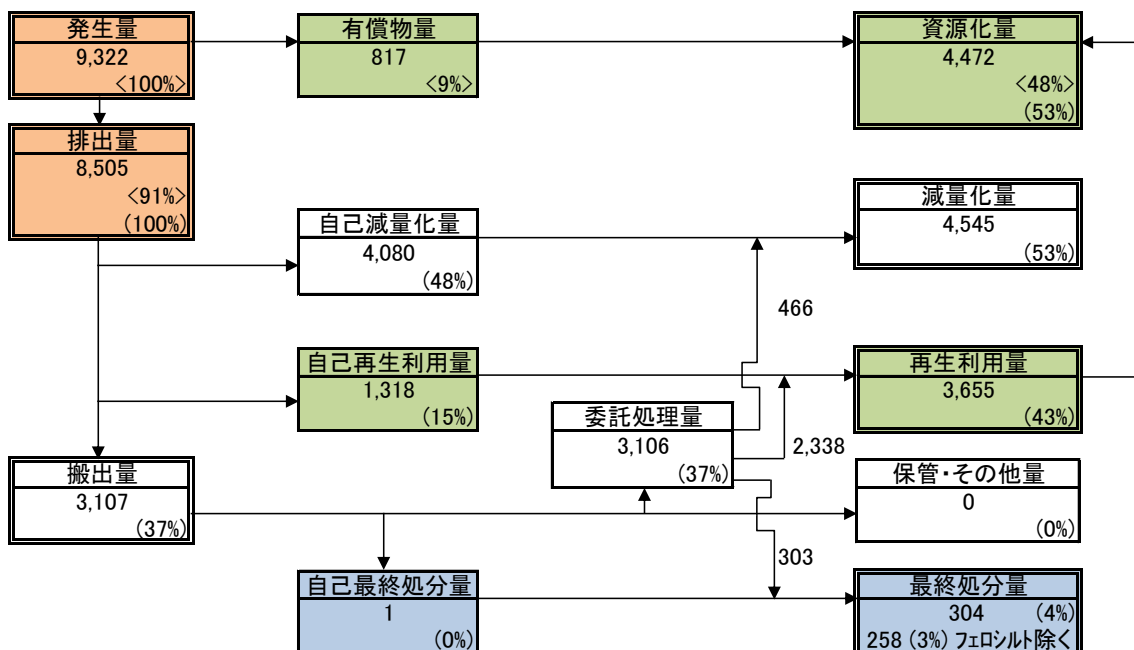 発生量
9,322
<100%>
有償物量
817
<9%>
資源化量
4,472
<48%>
(53%)
排出量
8,505
<91%>
(100%)
自己減量化量
4,080
(48%)
減量化量
4,545
(53%)
466
自己再生利用量
1,318
(15%)
再生利用量
3,655
(43%)
委託処理量
3,106
(37%)
2,338
搬出量
3,107
(37%)
保管・その他量
0
(0%)
303
自己最終処分量
1
(0%)
最終処分量
304 (4%)
258 (3%) フェロシルト除く